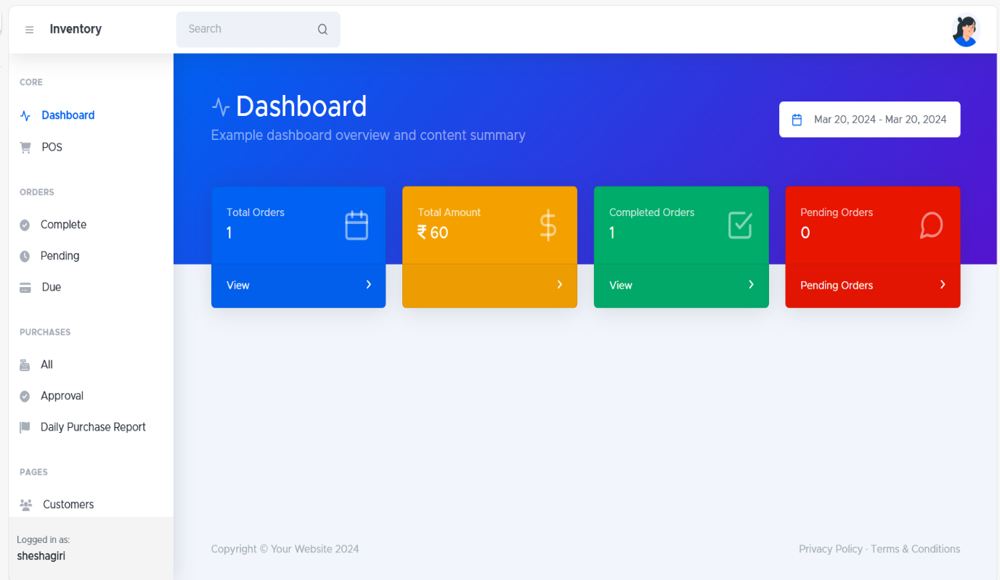 Inventory
Search
CORE
Dashboard
POS
ORDERS
Complete
Pending
Due
PURCHASES
All
Approval
Daily Purchase Report
PAGES
Customers
Logged in as:
sheshagiri
Dashboard
Example dashboard overview and content summary
Mar 20, 2024 - Mar 20, 2024
Total Orders
1
View
Total Amount
₹ 60
Completed Orders
1
View
Pending Orders
0
Pending Orders
Copyright © Your Website 2024
Privacy Policy · Terms & Conditions